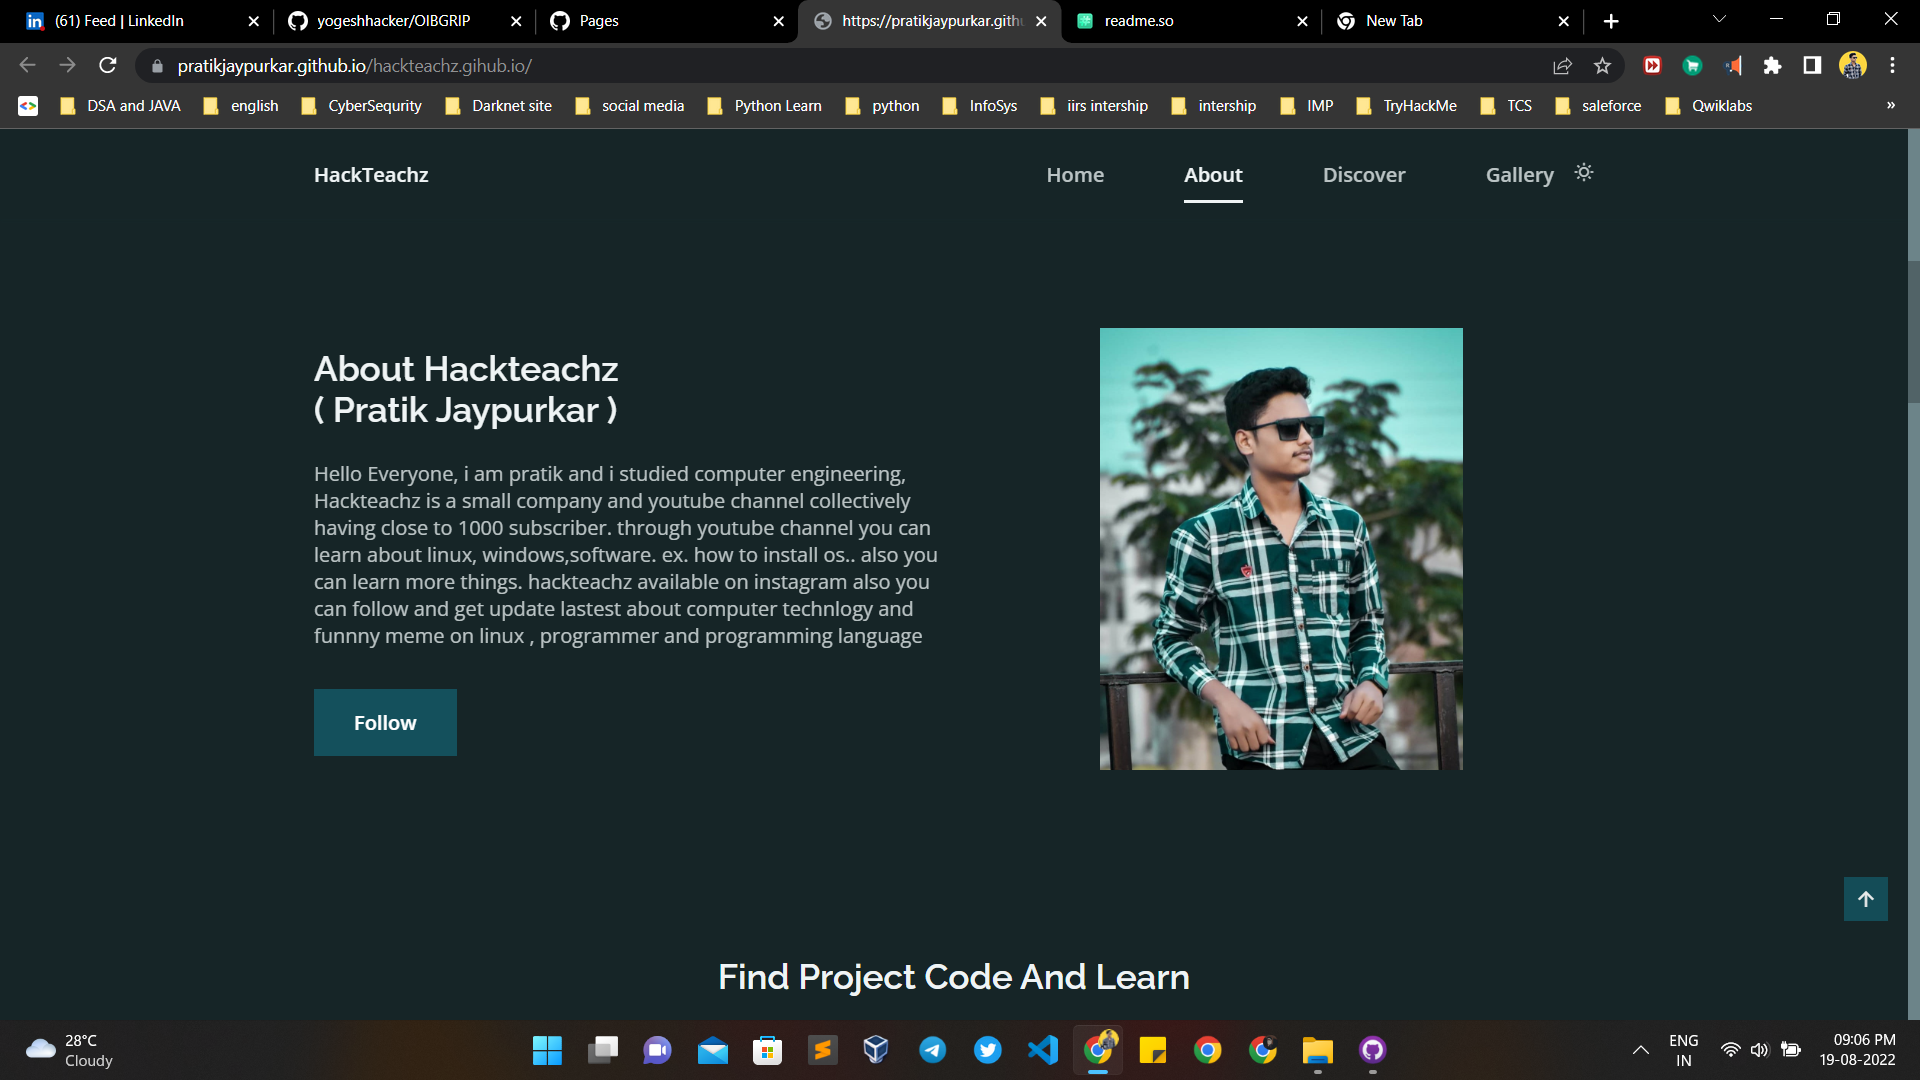 (61) Feed | LinkedIn
yogeshhacker/OIBGRIP
Pages
https://pratikjaypurkar.gith
readme.so
New Tab
pratikjaypurkar.github.io/hackteachz.gihub.io/
DSA and JAVA
english
CyberSequrity
Darknet site
social media
Python Learn
python
InfoSys
iirs intership
intership
IMP
TryHackMe
TCS
saleforce
Qwiklabs
»
HackTeachz
Home
About
Discover
Gallery
About Hackteachz
( Pratik Jaypurkar )
Hello Everyone, i am pratik and i studied computer engineering,
Hackteachz is a small company and youtube channel collectively
having close to 1000 subscriber. through youtube channel you can
learn about linux, windows,software. ex. how to install os.. also you
can learn more things. hackteachz available on instagram also you
can follow and get update lastest about computer technlogy and
funnny meme on linux , programmer and programming language
Follow
Find Project Code And Learn
28°C
Cloudy
ENG
IN
09:06 PM
19-08-2022